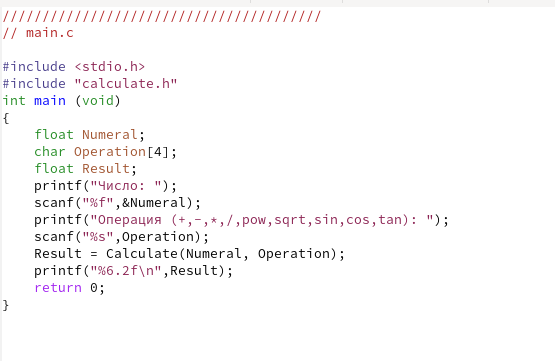 ////////////////////////////////////////
// main.c
#include <stdio.h>
#include "calculate.h"
int main (void)
{
    float Numeral;
    char Operation[4];
    float Result;
    printf("Число: ");
    scanf("%f",&Numeral);
    printf("Операция (+,-,*,/,pow,sqrt,sin,cos,tan): ");
    scanf("%s",Operation);
    Result = Calculate(Numeral, Operation);
    printf("%6.2f\n",Result);
    return 0;
}